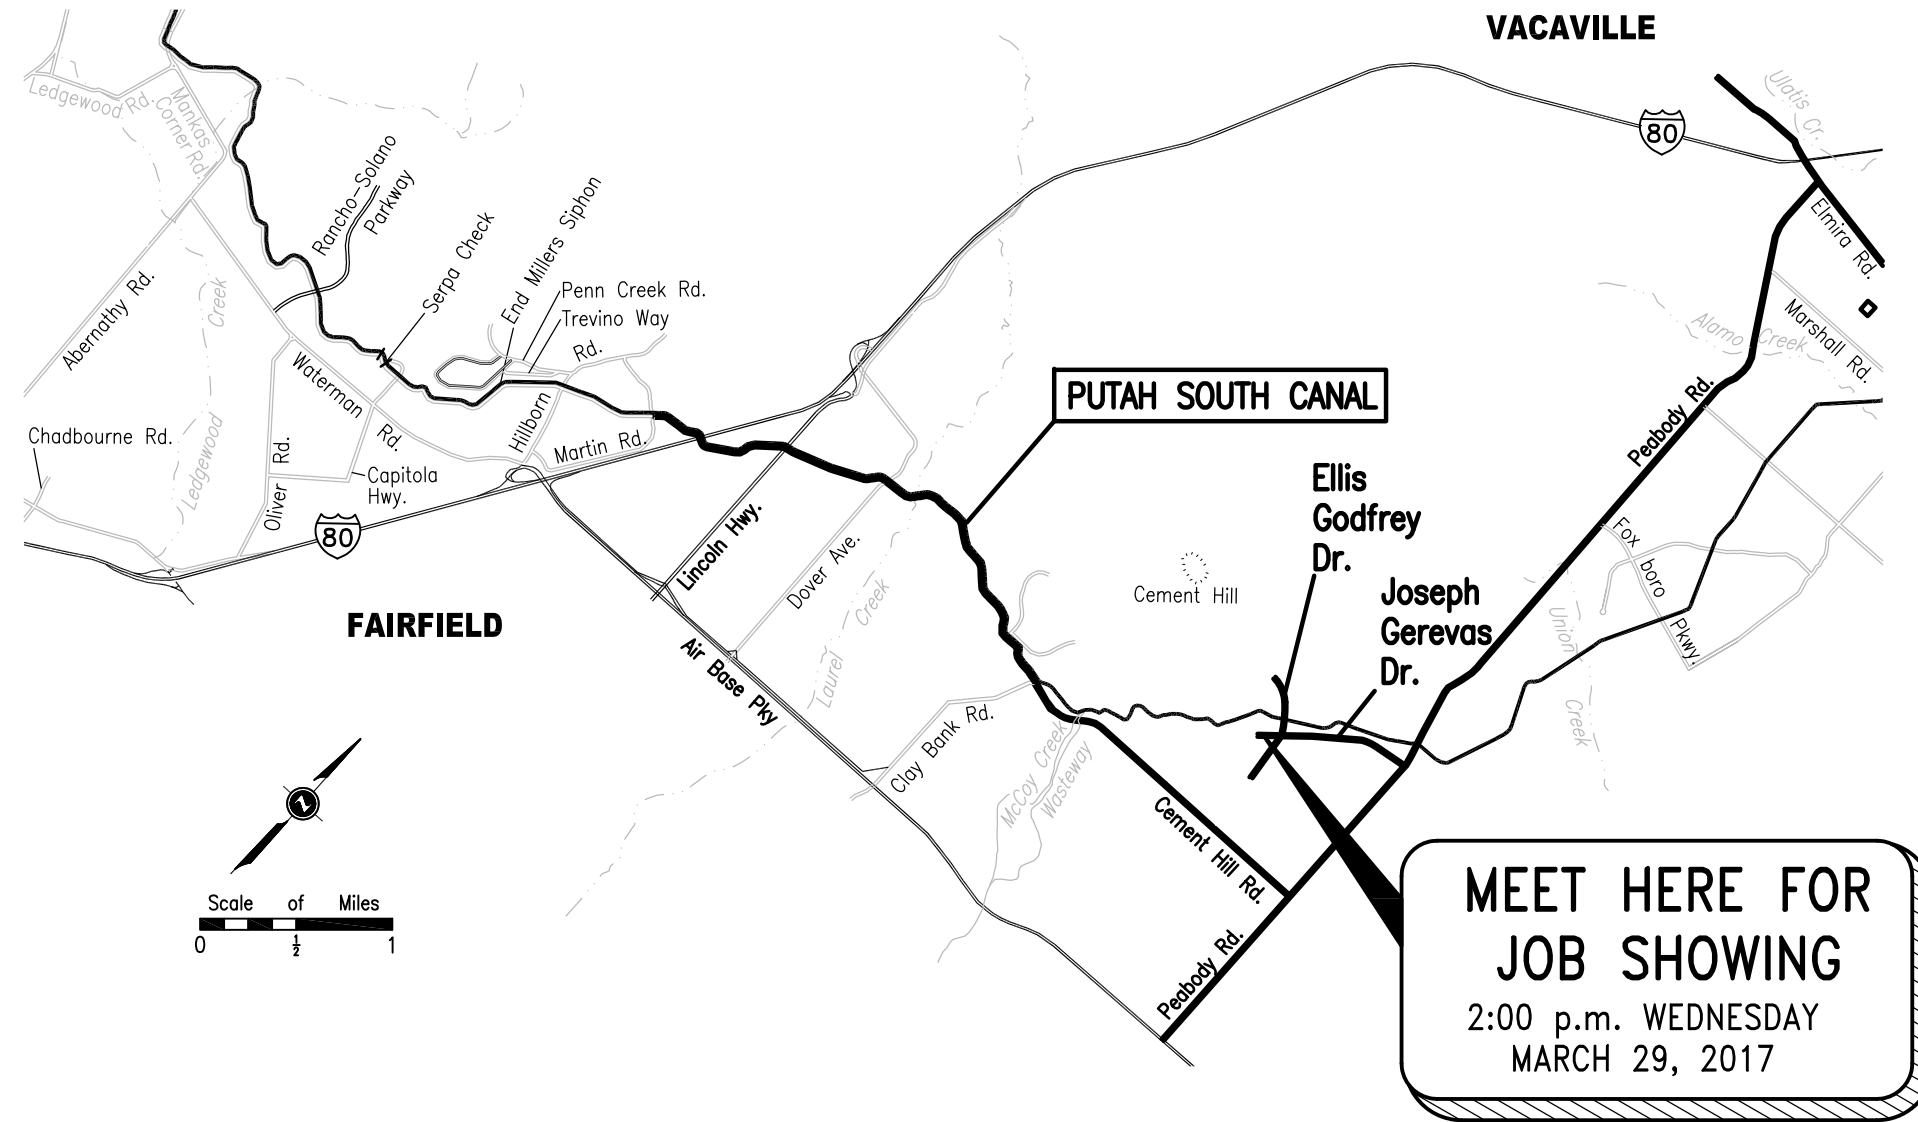 VACAVILLE
Ulatis Cr.
80
Ledgewood Rd.
Mankas
Corner Rd.
Rancho-Solano
Parkway
Serpa Check
End Millers Siphon
Penn Creek Rd.
Trevino Way
Rd.
Hillborn
Martin Rd.
Abernathy Rd.
Creek
Ledgewood
Waterman
Rd.
Chadbourne Rd.
Oliver
Rd.
Capitola
Hwy.
80
FAIRFIELD
Lincoln Hwy.
Dover Ave.
Air Base Pky
Laurel
Creek
PUTAH SOUTH CANAL
Cement Hill
Ellis
Godfrey
Dr.
Joseph
Gerevas
Dr.
Elmira Rd.
Marshall Rd.
Alamo Creek
Peabody Rd.
Fox boro Pkwy.
Union
Creek
Clay Bank Rd.
McCoy Creek
Wasteway
Cement Hill Rd.
Peabody Rd.
Z
Scale of Miles
0 ½ 1
MEET HERE FOR
JOB SHOWING
2:00 p.m. WEDNESDAY
MARCH 29, 2017